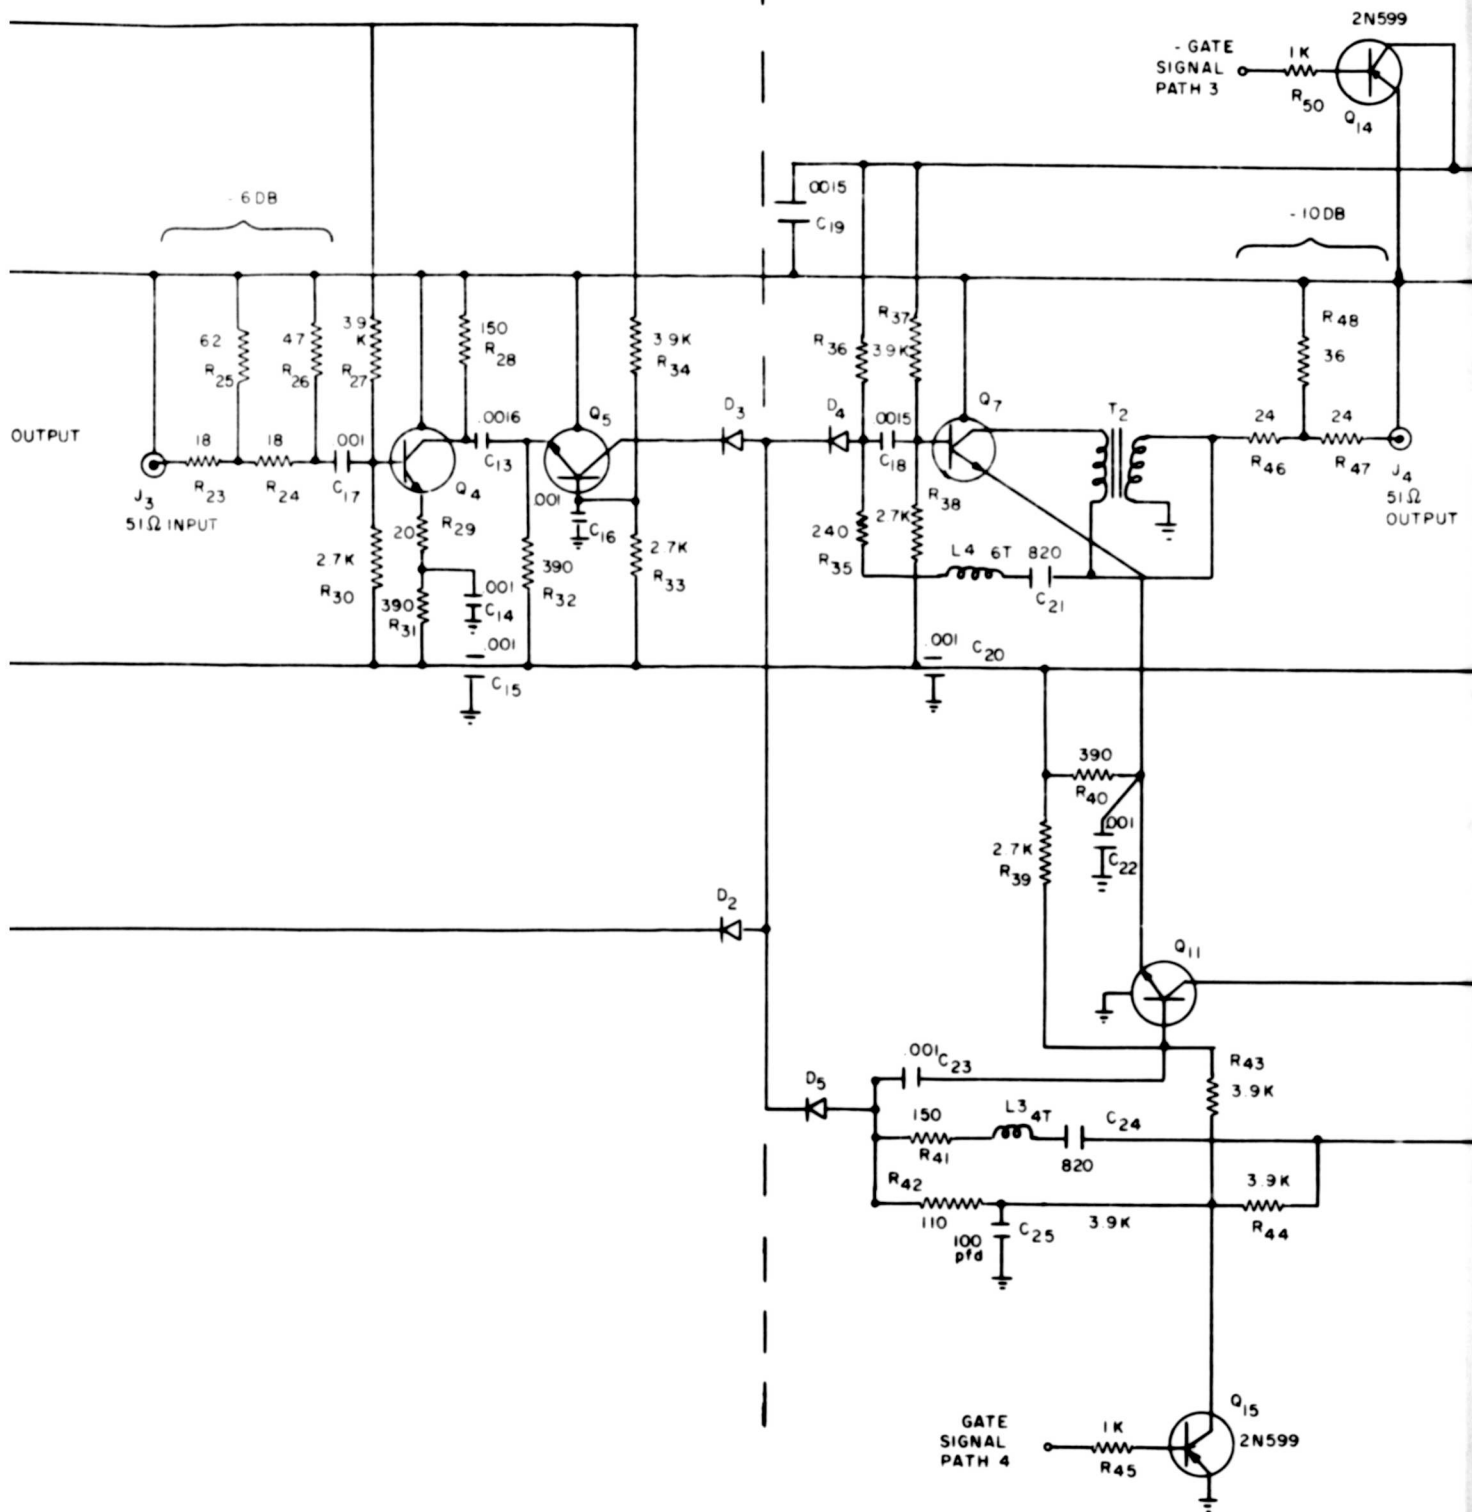 2N599
- GATE
SIGNAL
PATH 3
1K
R50
Q14
- 6 DB
.0015
C19
- 10 DB
62
R25
47
R26
3.9
K
R27
150
R28
3.9K
R34
R36
R37
3.9K
R48
36
OUTPUT
18
R23
18
R24
.001
C17
Q4
.0016
C13
Q5
D3
D4
.0015
C18
Q7
T2
24
R46
24
R47
J3
51Ω INPUT
J4
51Ω
OUTPUT
20
R29
.001
C16
R38
2.7K
240
R35
2.7K
R30
390
R31
.001
C14
390
R32
2.7K
R33
L4 6T
820
C21
.001
C15
.001
C20
390
R40
.001
C22
2.7K
R39
D2
Q11
.001
C23
D5
R43
3.9K
150
R41
L3 4T
C24
820
R42
110
100
pfd
C25
3.9K
3.9K
R44
GATE
SIGNAL
PATH 4
1K
R45
Q15
2N599